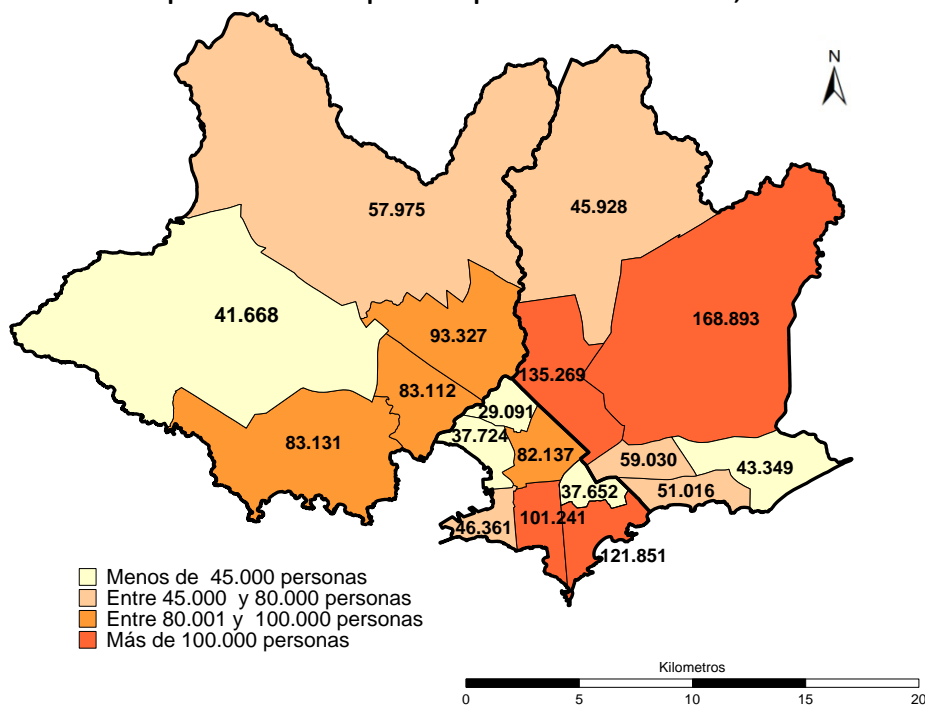 N
57.975
45.928
41.668
168.893
93.327
135.269
83.112
29.091
83.131
37.724
82.137
59.030
43.349
37.652
51.016
46.361
101.241
121.851
Menos de 45.000 personas
Entre 45.000 y 80.000 personas
Entre 80.001 y 100.000 personas
Más de 100.000 personas
Kilometros
0 5 10 15 20